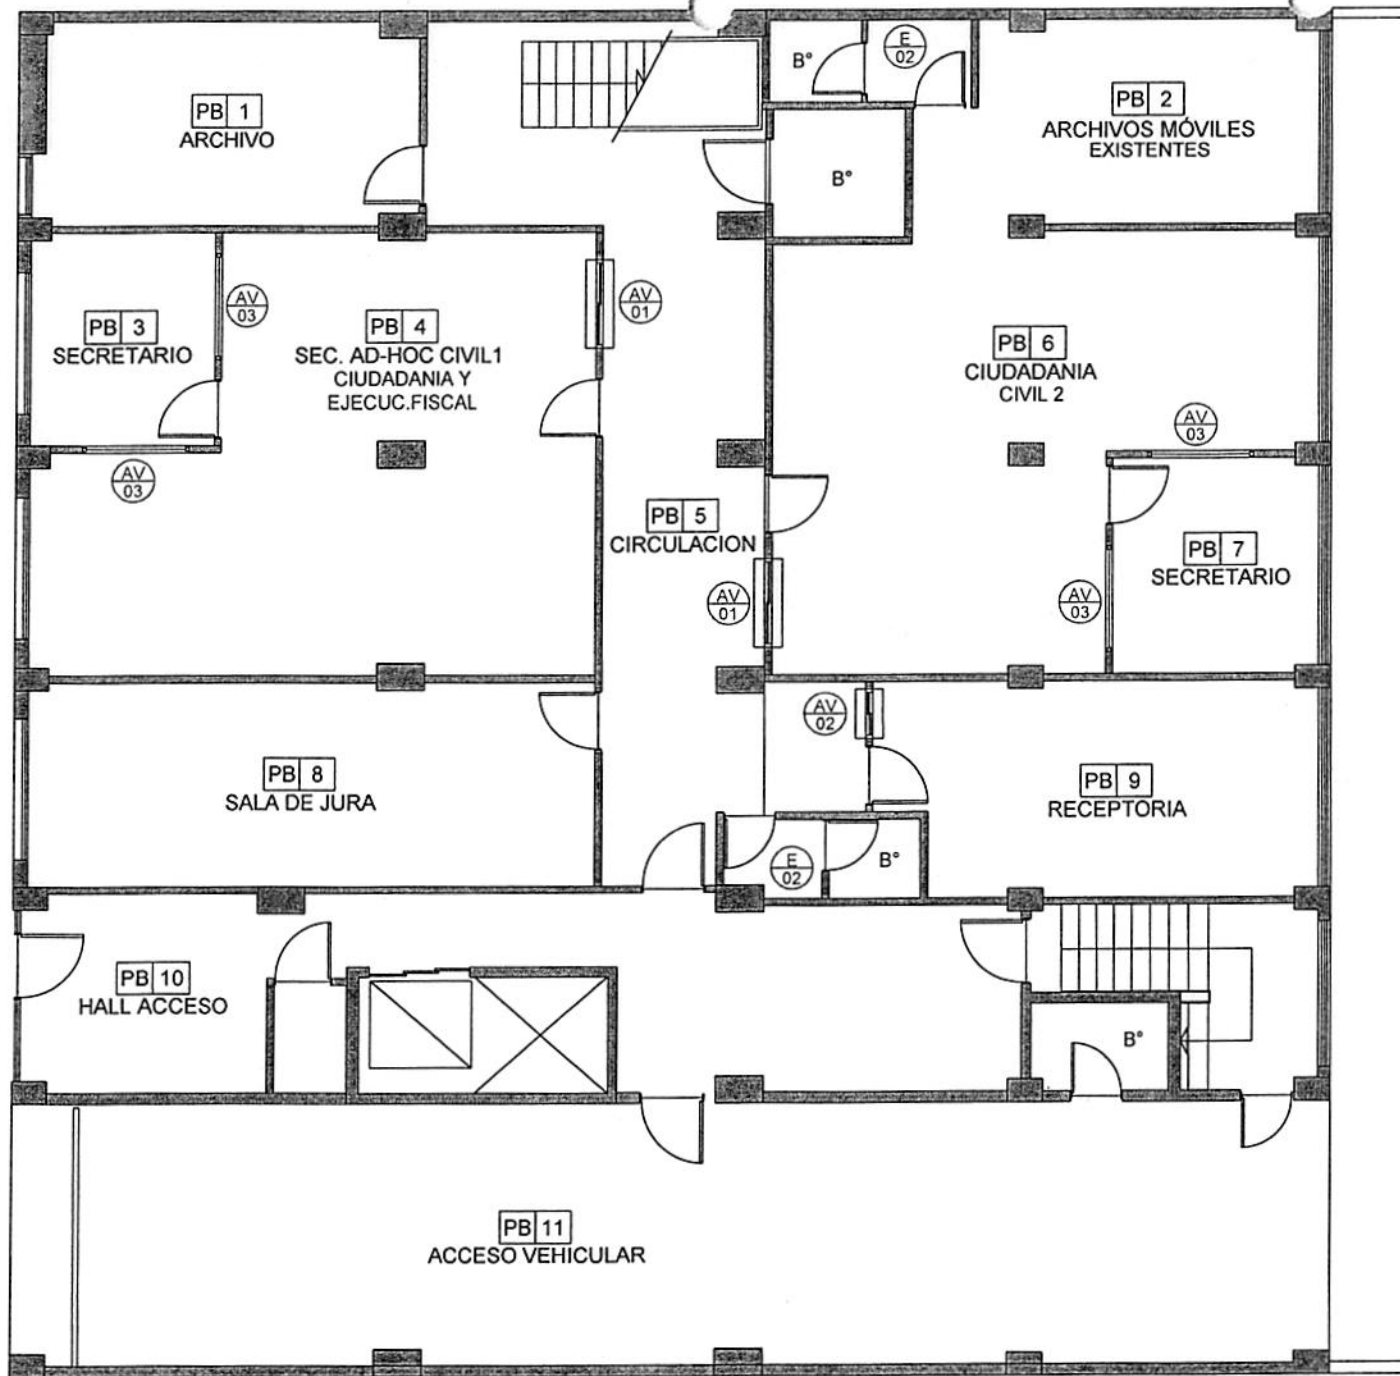 B°
E
02
PB 1
ARCHIVO
PB 2
ARCHIVOS MÓVILES
EXISTENTES
B°
PB 3
SECRETARIO
AV
03
PB 4
SEC. AD-HOC CIVIL1
CIUDADANIA Y
EJECUC.FISCAL
AV
01
PB 6
CIUDADANIA
CIVIL 2
AV
03
AV
03
PB 5
CIRCULACION
PB 7
SECRETARIO
AV
01
AV
03
AV
02
PB 8
SALA DE JURA
PB 9
RECEPTORIA
E
02
B°
PB 10
HALL ACCESO
B°
PB 11
ACCESO VEHICULAR